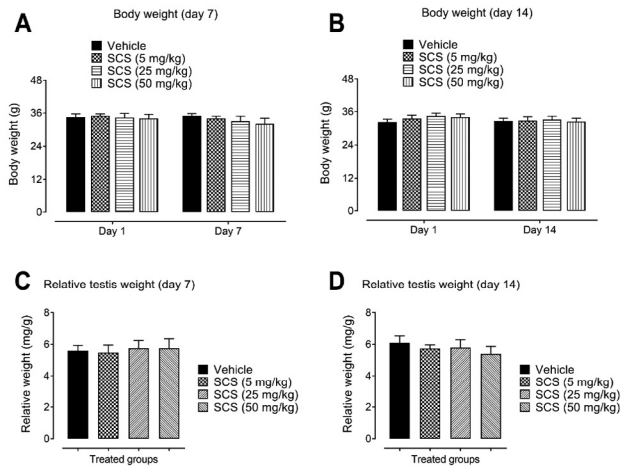 A
Body weight (day 7)
Vehicle
SCS (5 mg/kg)
SCS (25 mg/kg)
SCS (50 mg/kg)
Body weight (g)
48
36
24
12
0
Day 1 Day 7
B
Body weight (day 14)
Vehicle
SCS (5 mg/kg)
SCS (25 mg/kg)
SCS (50 mg/kg)
Body weight (g)
48
36
24
12
0
Day 1 Day 14
C Relative testis weight (day 7)
Relative weight (mg/g)
8
6
4
2
0
Vehicle
SCS (5 mg/kg)
SCS (25 mg/kg)
SCS (50 mg/kg)
Treated groups
D Relative testis weight (day 14)
Relative weight (mg/g)
8
6
4
2
0
Vehicle
SCS (5 mg/kg)
SCS (25 mg/kg)
SCS (50 mg/kg)
Treated groups